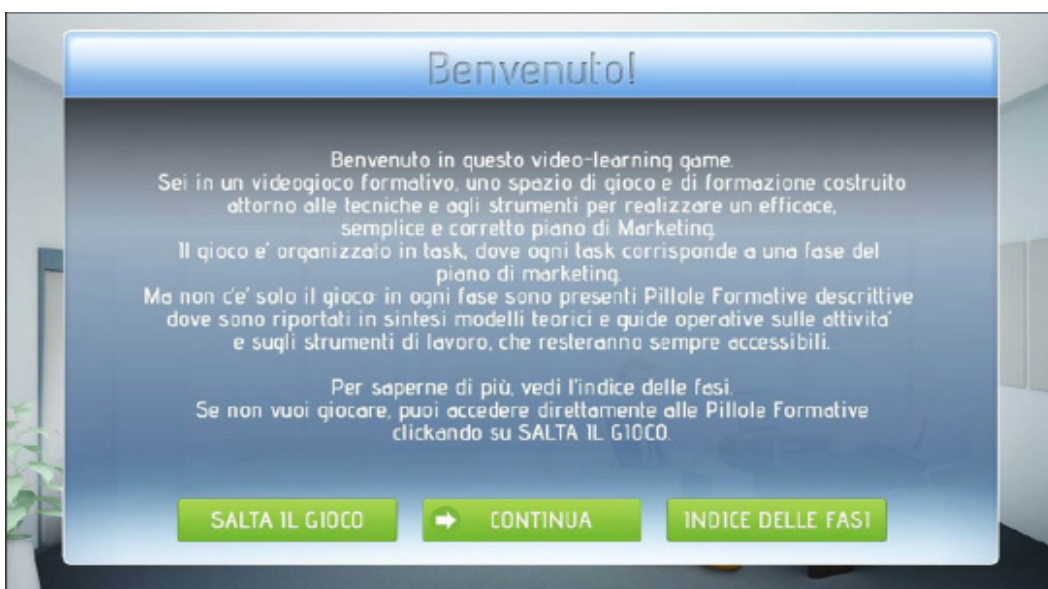 Benvenuto!
Benvenuto in questo video-learning game.
Sei in un videogioco formativo, uno spazio di gioco e di formazione costruito
attorno alle tecniche e agli strumenti per realizzare un efficace,
semplice e corretto piano di Marketing.
Il gioco e' organizzato in task, dove ogni task corrisponde a una fase del
piano di marketing.
Ma non c'e' solo il gioco: in ogni fase sono presenti Pillole Formative descrittive
dove sono riportati in sintesi modelli teorici e guide operative sulle attivita'
e sugli strumenti di lavoro, che resteranno sempre accessibili.
Per saperne di più, vedi l'indice delle fasi.
Se non vuoi giocare, puoi accedere direttamente alle Pillole Formative
clickando su SALTA IL GIOCO.
SALTA IL GIOCO
CONTINUA
INDICE DELLE FASI